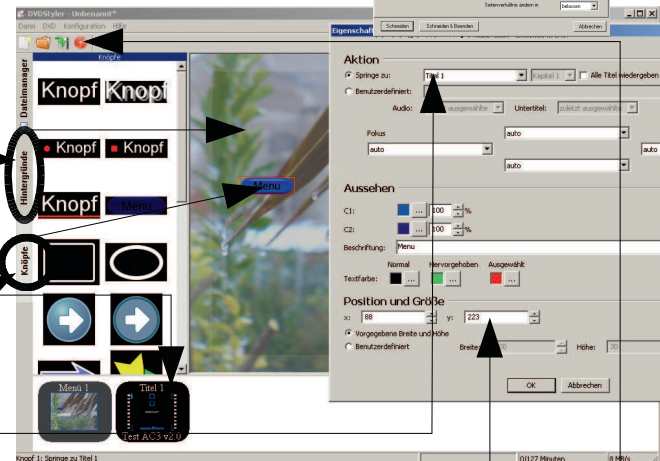 Seitenverhältnis ändern in
belassen
DVDStyler - Unbenannt*
Schneiden
Schneiden & Beenden
Abbrechen
Datei DVD Konfiguration Hilfe
Eigenschaft
Knöpfe
Dateimanager
Hintergründe
Knöpfe
Knopf
Knopf
Knopf
Knopf
Knopf
Menu
Menu
Menü 1
Titel 1
Test AC3 v2.0
Aktion
Springe zu:
Titel 1
Kapitel 1
Alle Titel wiedergeben
Benutzerdefiniert:
Audio:
ausgewählte
Untertitel:
zuletzt ausgewählte
Fokus
auto
auto
auto
auto
Aussehen
C1:
...
100
%
C2:
...
100
%
Beschriftung:
Menu
Normal
Hervorgehoben
Ausgewählt
Textfarbe:
...
...
...
Position und Größe
x:
88
y:
223
Vorgegebene Breite und Höhe
Benutzerdefiniert
Breite:
Höhe:
30
OK
Abbrechen
Knopf 1: Springe zu Titel 1
0/127 Minuten
8 MB/s